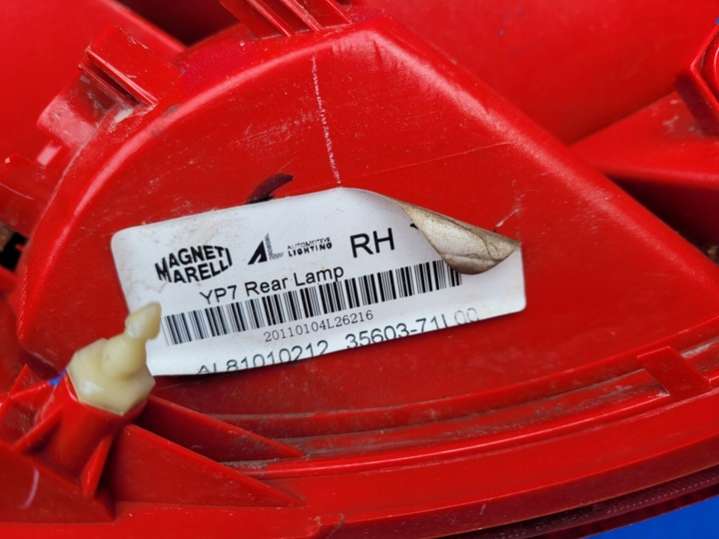 MAGNETI MARELLI
AL AUTOMOTIVE LIGHTING RH
YP7 Rear Lamp
20110104L26216
AL81010212 35603-71L00